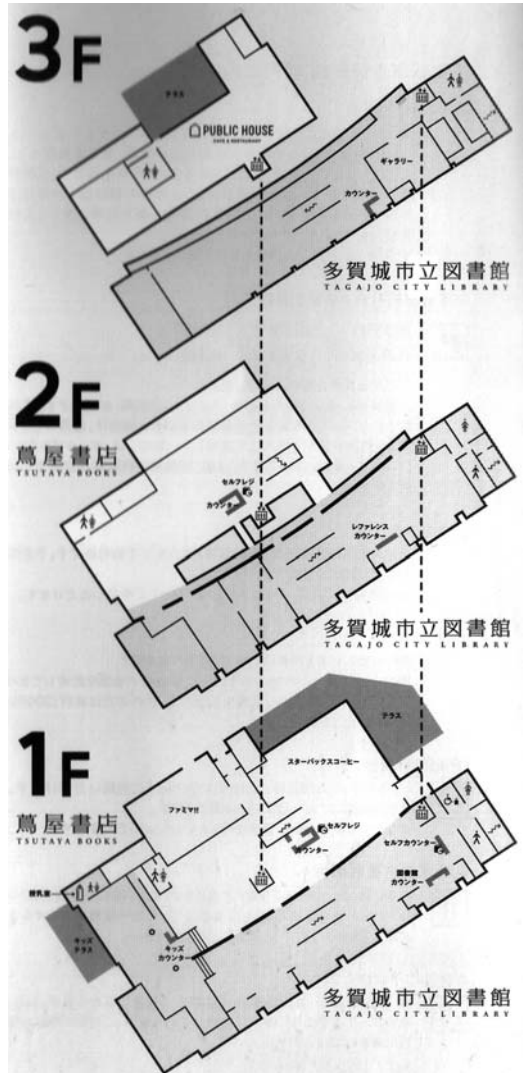 3F
テラス
PUBLIC HOUSE
CAFE & RESTAURANT
ギャラリー
カウンター
多賀城市立図書館
TAGAJO CITY LIBRARY
2F
蔦屋書店
TSUTAYA BOOKS
セルフレジ
カウンター
レファレンス
カウンター
多賀城市立図書館
TAGAJO CITY LIBRARY
1F
蔦屋書店
TSUTAYA BOOKS
テラス
スターバックスコーヒー
ファミマ!!
セルフレジ
カウンター
セルフカウンター
図書館
カウンター
授乳室
キッズ
テラス
キッズ
カウンター
多賀城市立図書館
TAGAJO CITY LIBRARY